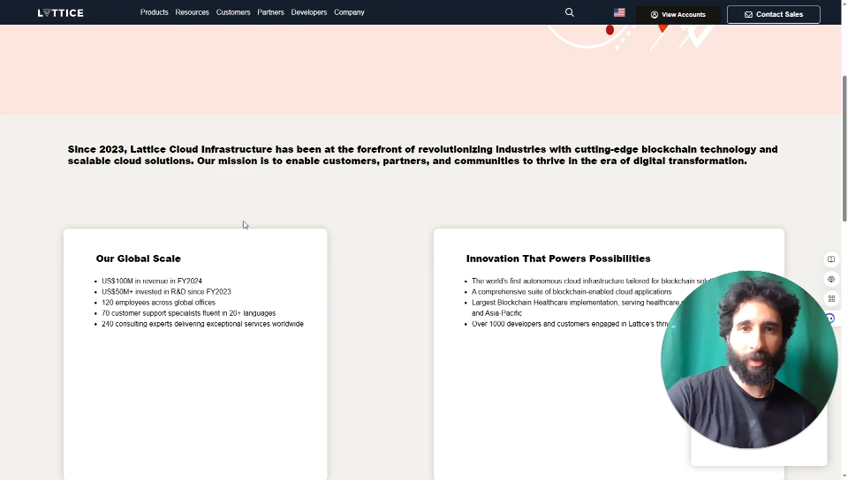 LATTICE
Products Resources Customers Partners Developers Company
View Accounts
Contact Sales
Since 2023, Lattice Cloud Infrastructure has been at the forefront of revolutionizing industries with cutting-edge blockchain technology and
scalable cloud solutions. Our mission is to enable customers, partners, and communities to thrive in the era of digital transformation.
Our Global Scale
US$100M in revenue in FY2024
US$50M+ invested in R&D since FY2023
120 employees across global offices
70 customer support specialists fluent in 20+ languages
240 consulting experts delivering exceptional services worldwide
Innovation That Powers Possibilities
The world's first autonomous cloud infrastructure tailored for blockchain
A comprehensive suite of blockchain-enabled cloud applications
Largest Blockchain Healthcare implementation, serving healthcare
and Asia-Pacific
Over 1000 developers and customers engaged in Lattice's